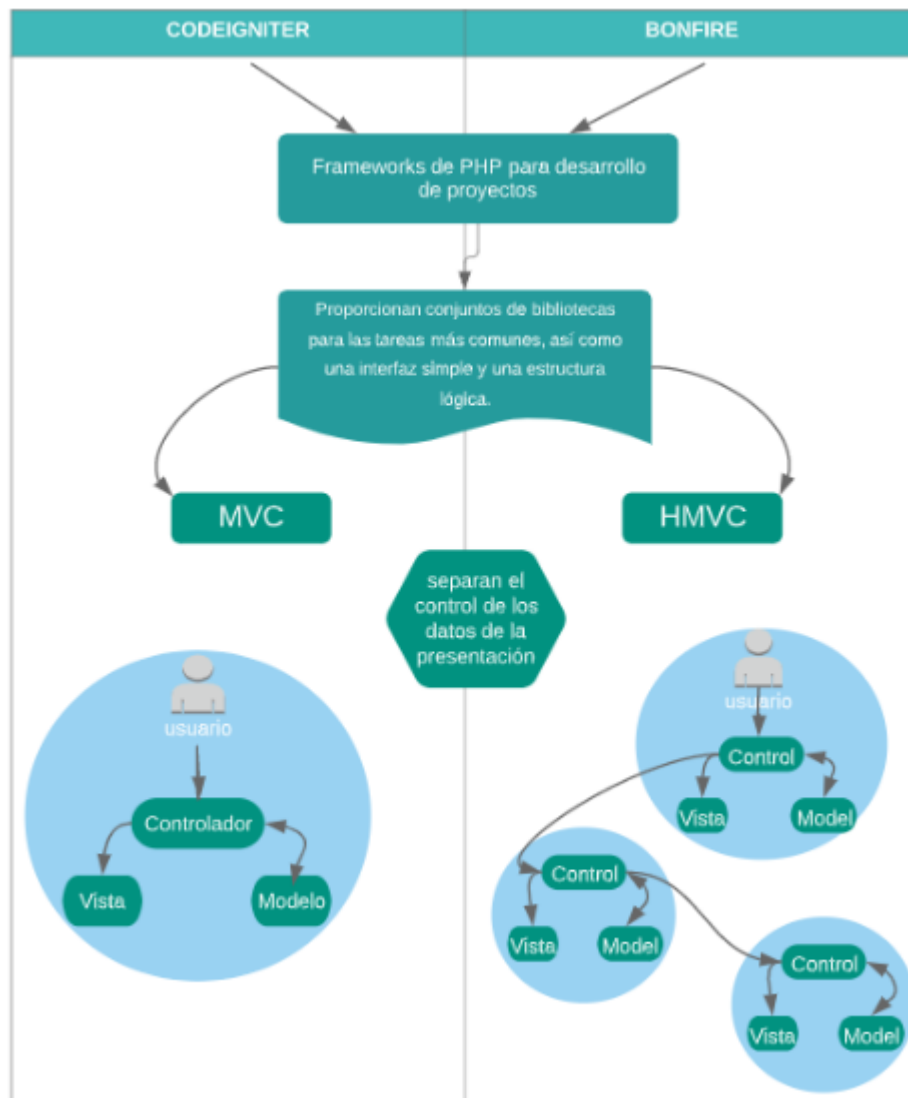 CODEIGNITER
BONFIRE
Frameworks de PHP para desarrollo
de proyectos
Proporcionan conjuntos de bibliotecas
para las tareas más comunes, así como
una interfaz simple y una estructura
lógica.
MVC
HMVC
separan el
control de los
datos de la
presentación
usuario
Controlador
Vista
Modelo
usuario
Control
Vista
Model
Control
Vista
Model
Control
Vista
Model